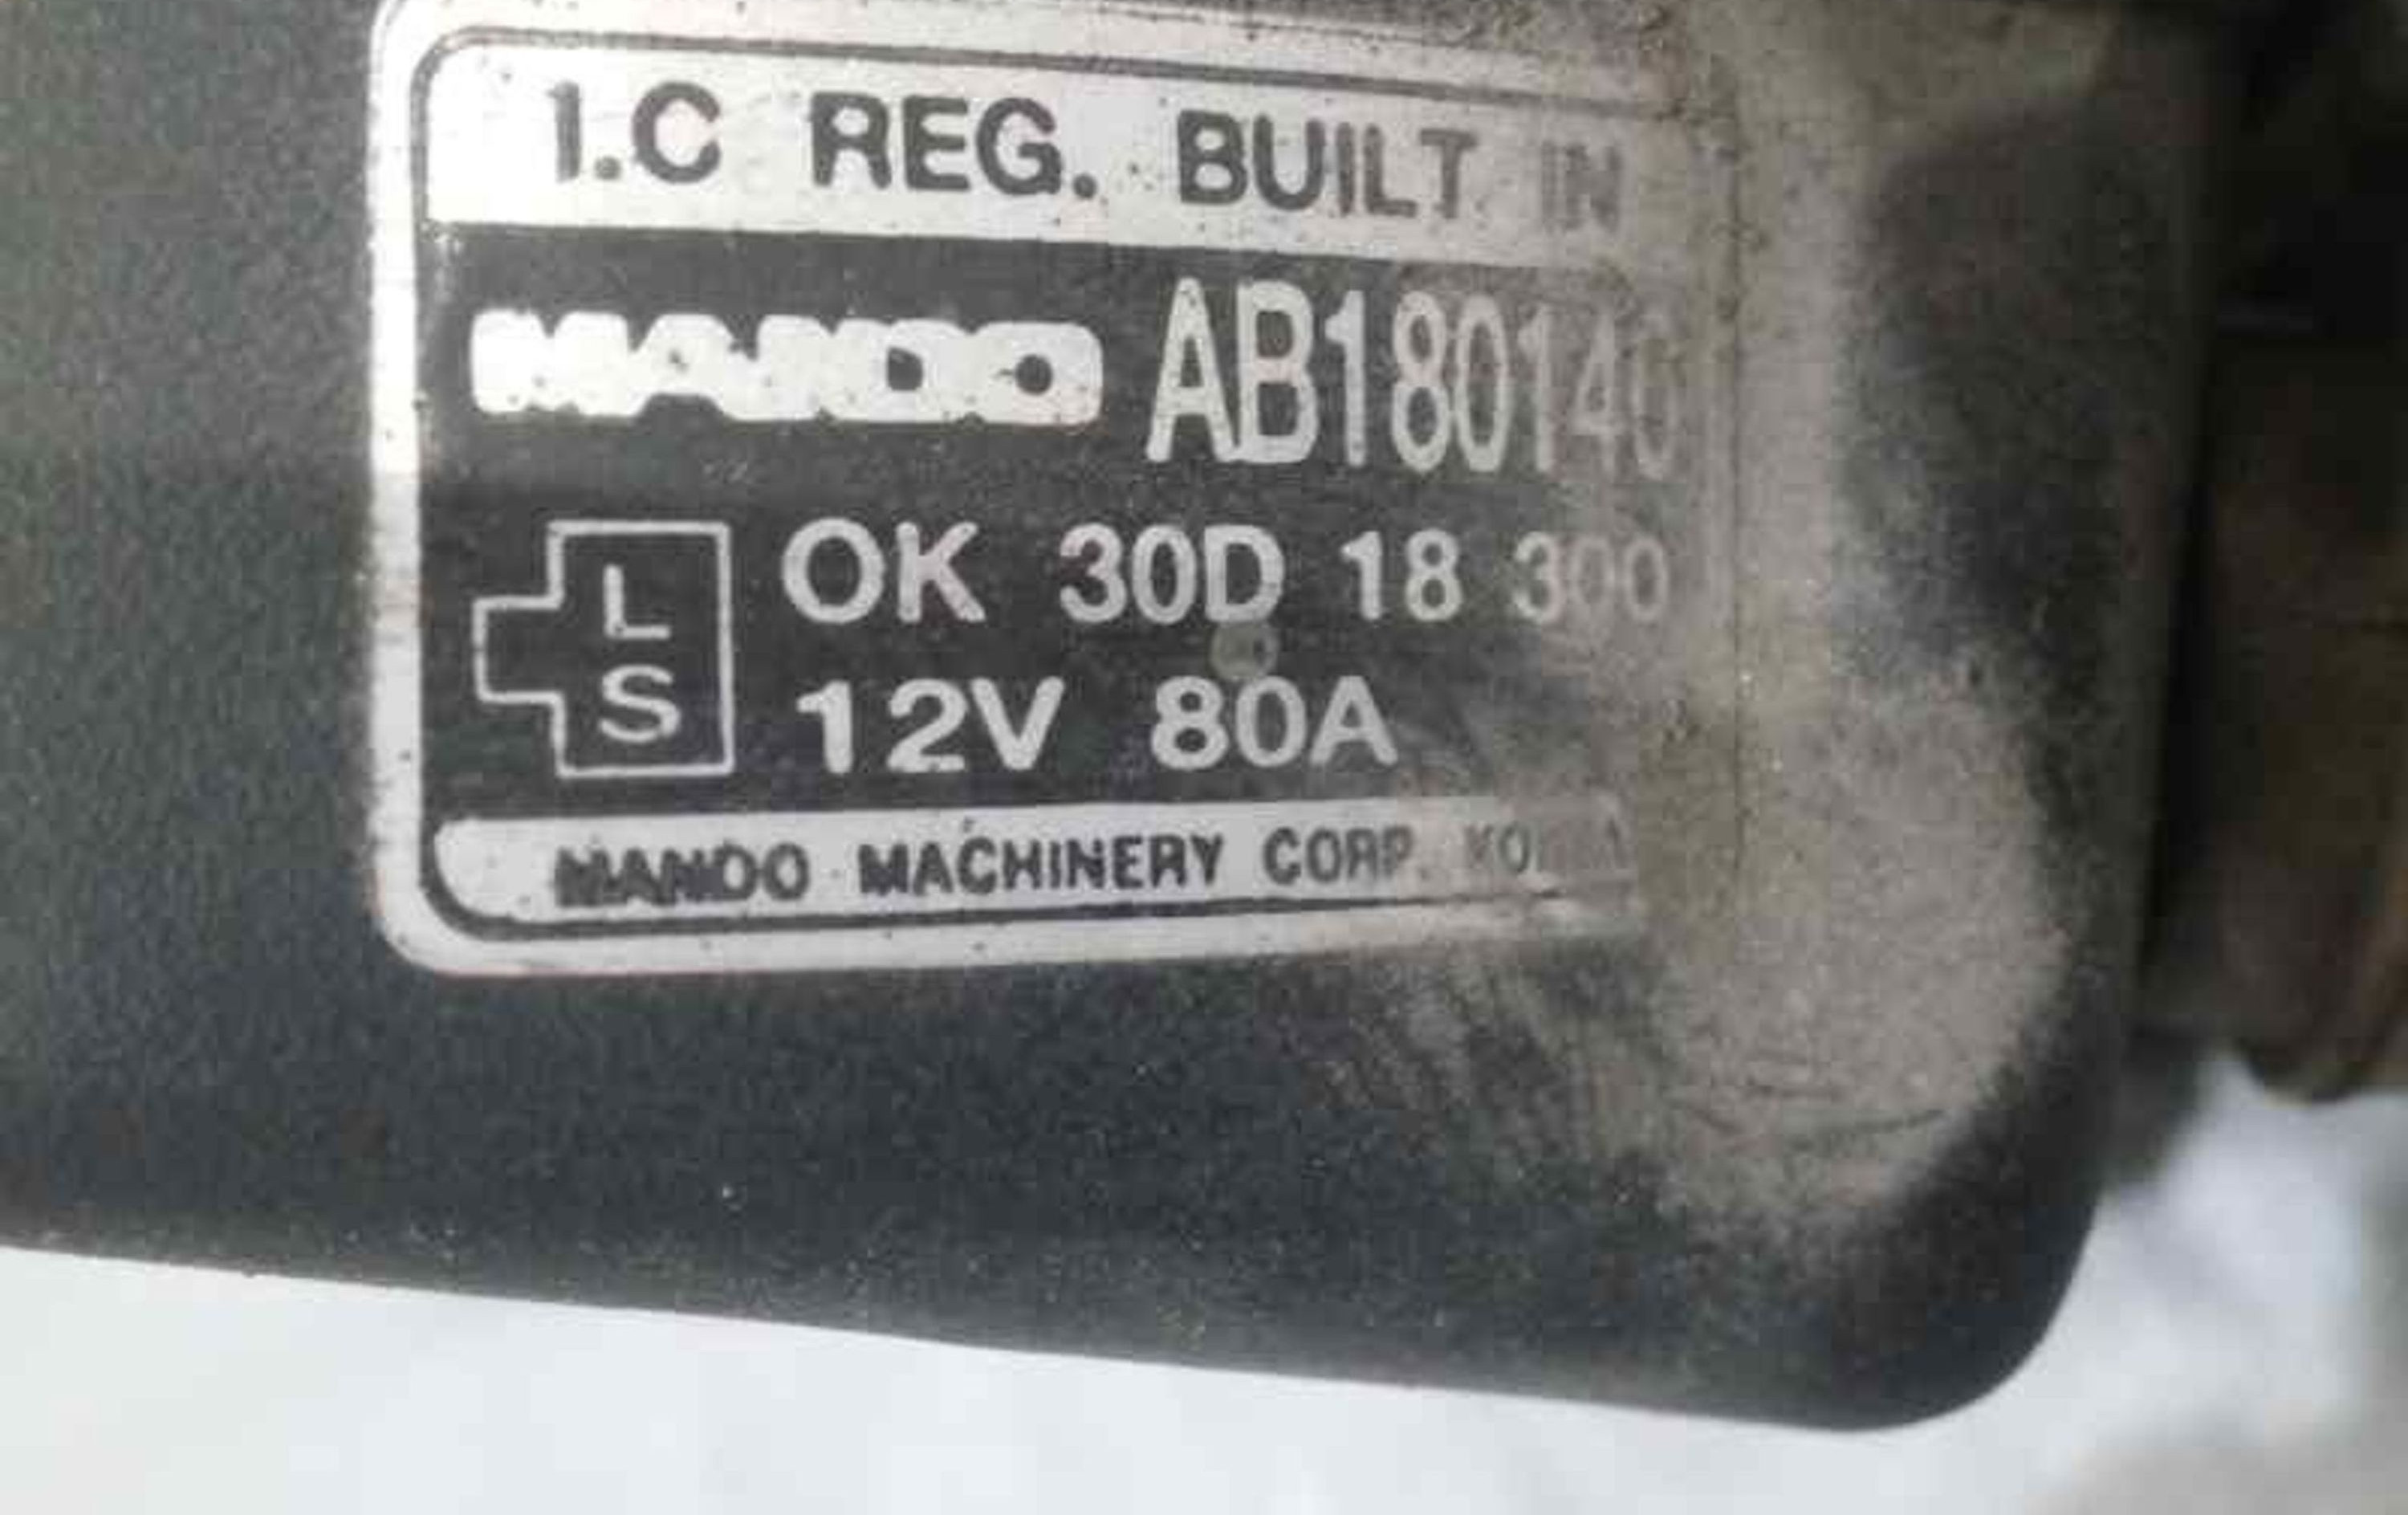 I.C REG. BUILT IN
MANDO AB180140
L
S
OK 30D 18 300
12V 80A
MANDO MACHINERY CORP.